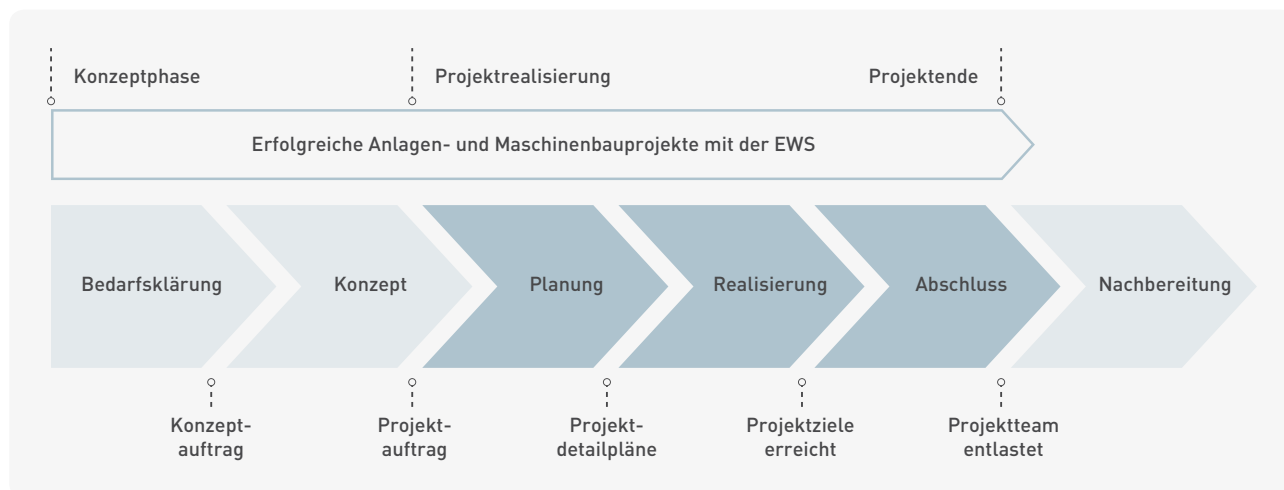 Konzeptphase
Projektrealisierung
Projektende
Erfolgreiche Anlagen- und Maschinenbauprojekte mit der EWS
Bedarfsklärung
Konzept
Planung
Realisierung
Abschluss
Nachbereitung
Konzept-
auftrag
Projekt-
auftrag
Projekt-
detailpläne
Projektziele
erreicht
Projektteam
entlastet